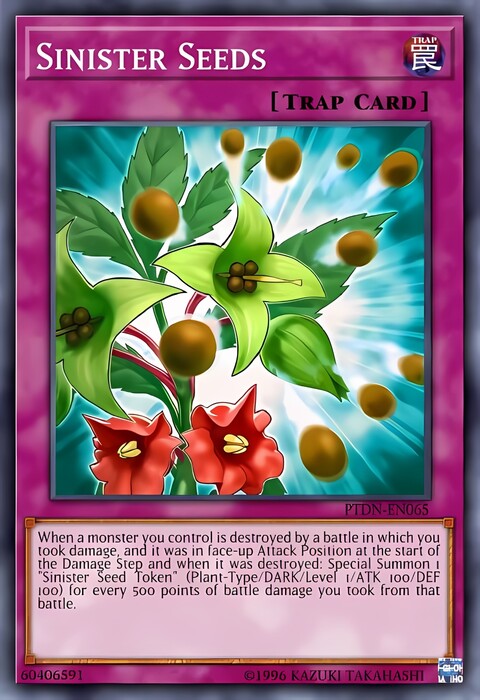 SINISTER SEEDS
TRAP
罠
[TRAP CARD]
PTDN-EN065
When a monster you control is destroyed by a battle in which you
took damage, and it was in face-up Attack Position at the start of
the Damage Step and when it was destroyed: Special Summon 1
"Sinister Seed Token" (Plant-Type/DARK/Level 1/ATK 100/DEF
100) for every 500 points of battle damage you took from that
battle.
60406591
©1996 KAZUKI TAKAHASHI